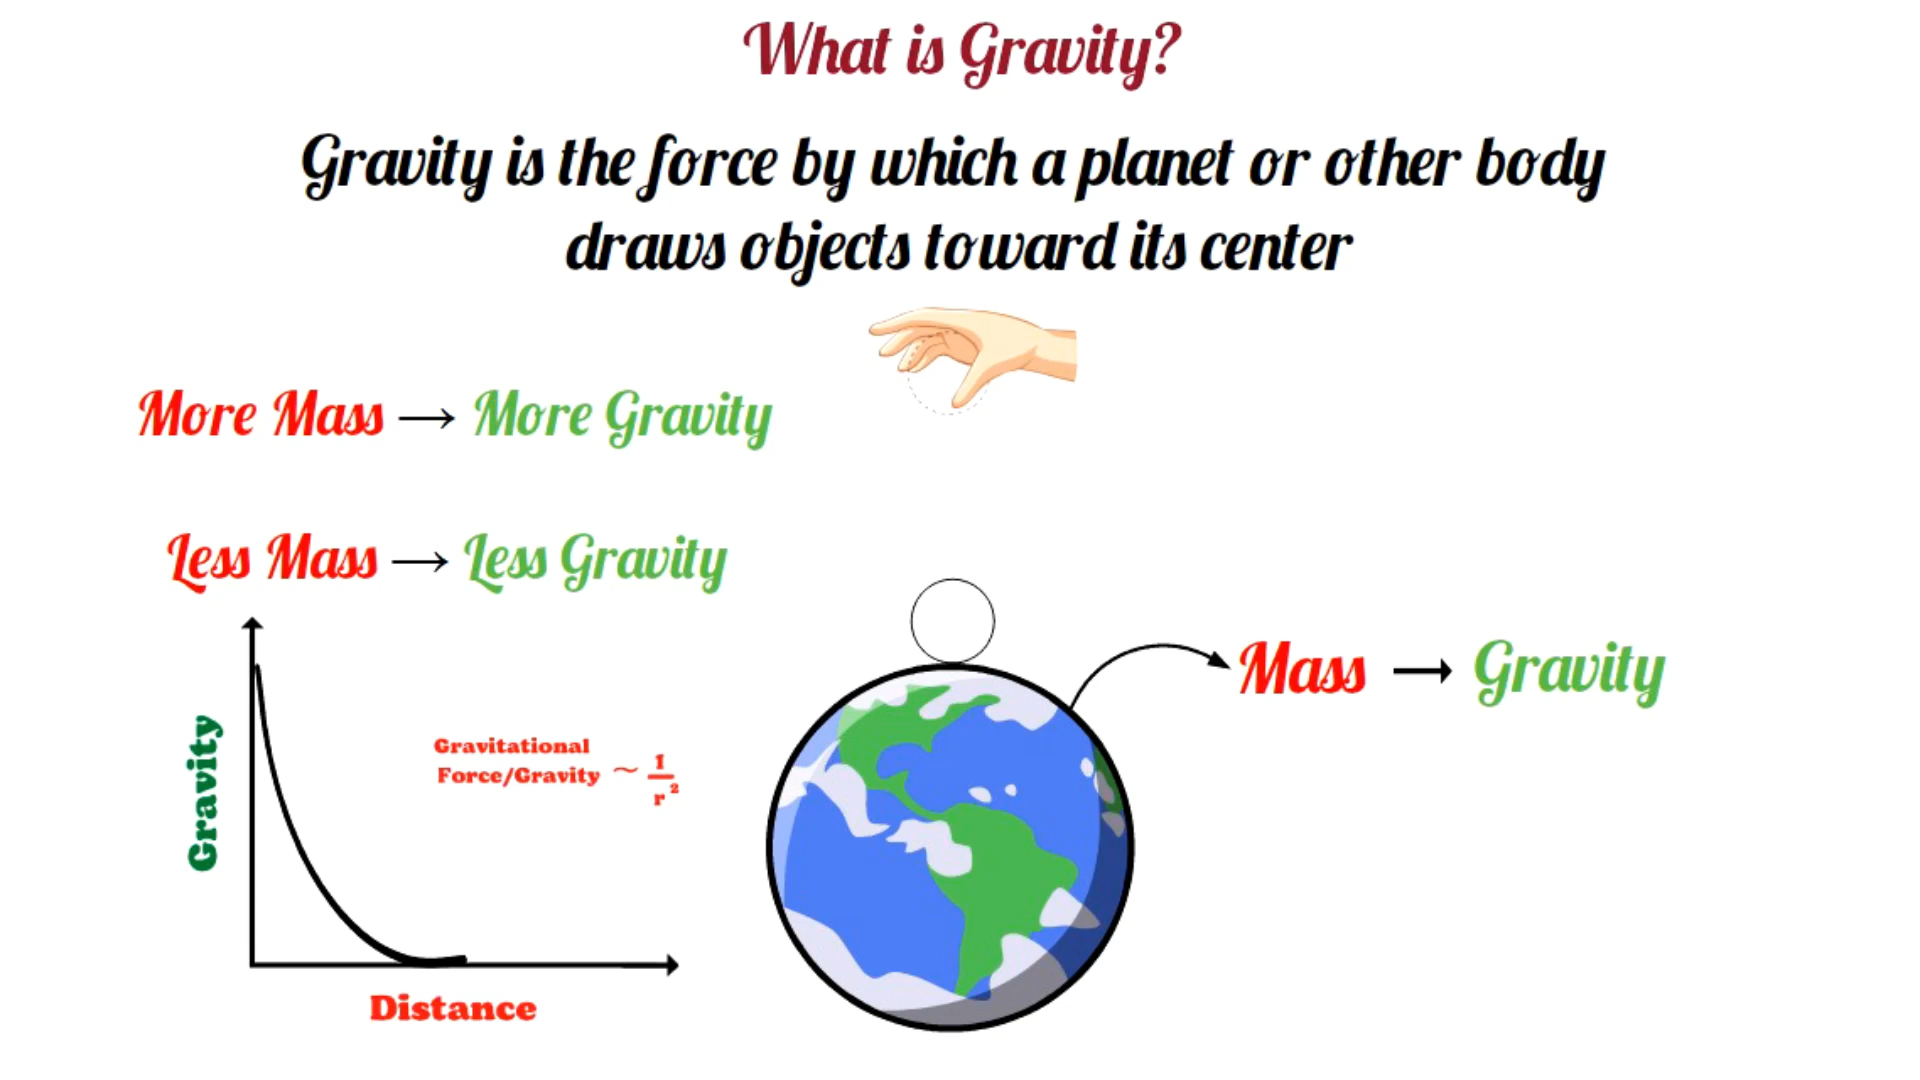 What is Gravity?
Gravity is the force by which a planet or other body
draws objects toward its center
More Mass → More Gravity
Less Mass → Less Gravity
Mass → Gravity
Gravity
Gravitational
Force/Gravity ~ 1/r²
Distance